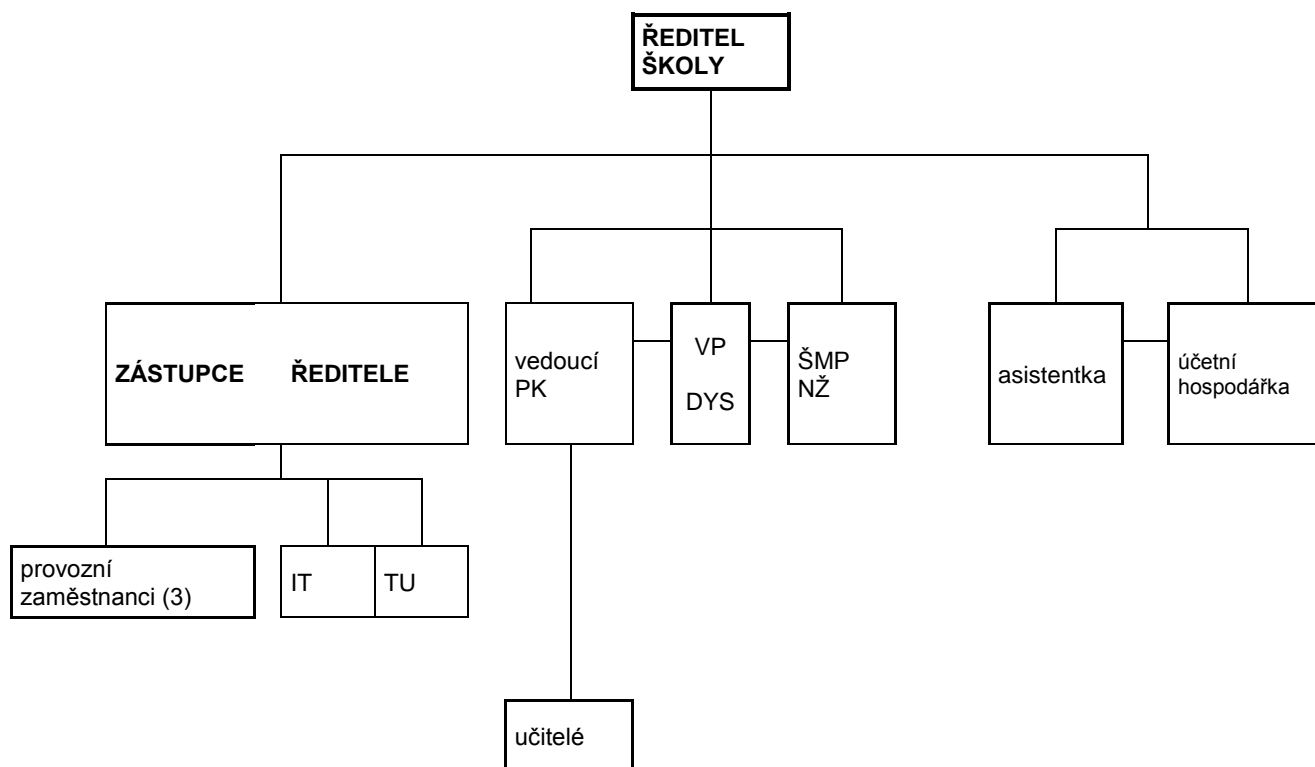 ŘEDITEL
ŠKOLY
ZÁSTUPCE ŘEDITELE
vedoucí
PK
VP
DYS
ŠMP
NŽ
asistentka
účetní
hospodářka
provozní
zaměstnanci (3)
IT
TU
učitelé